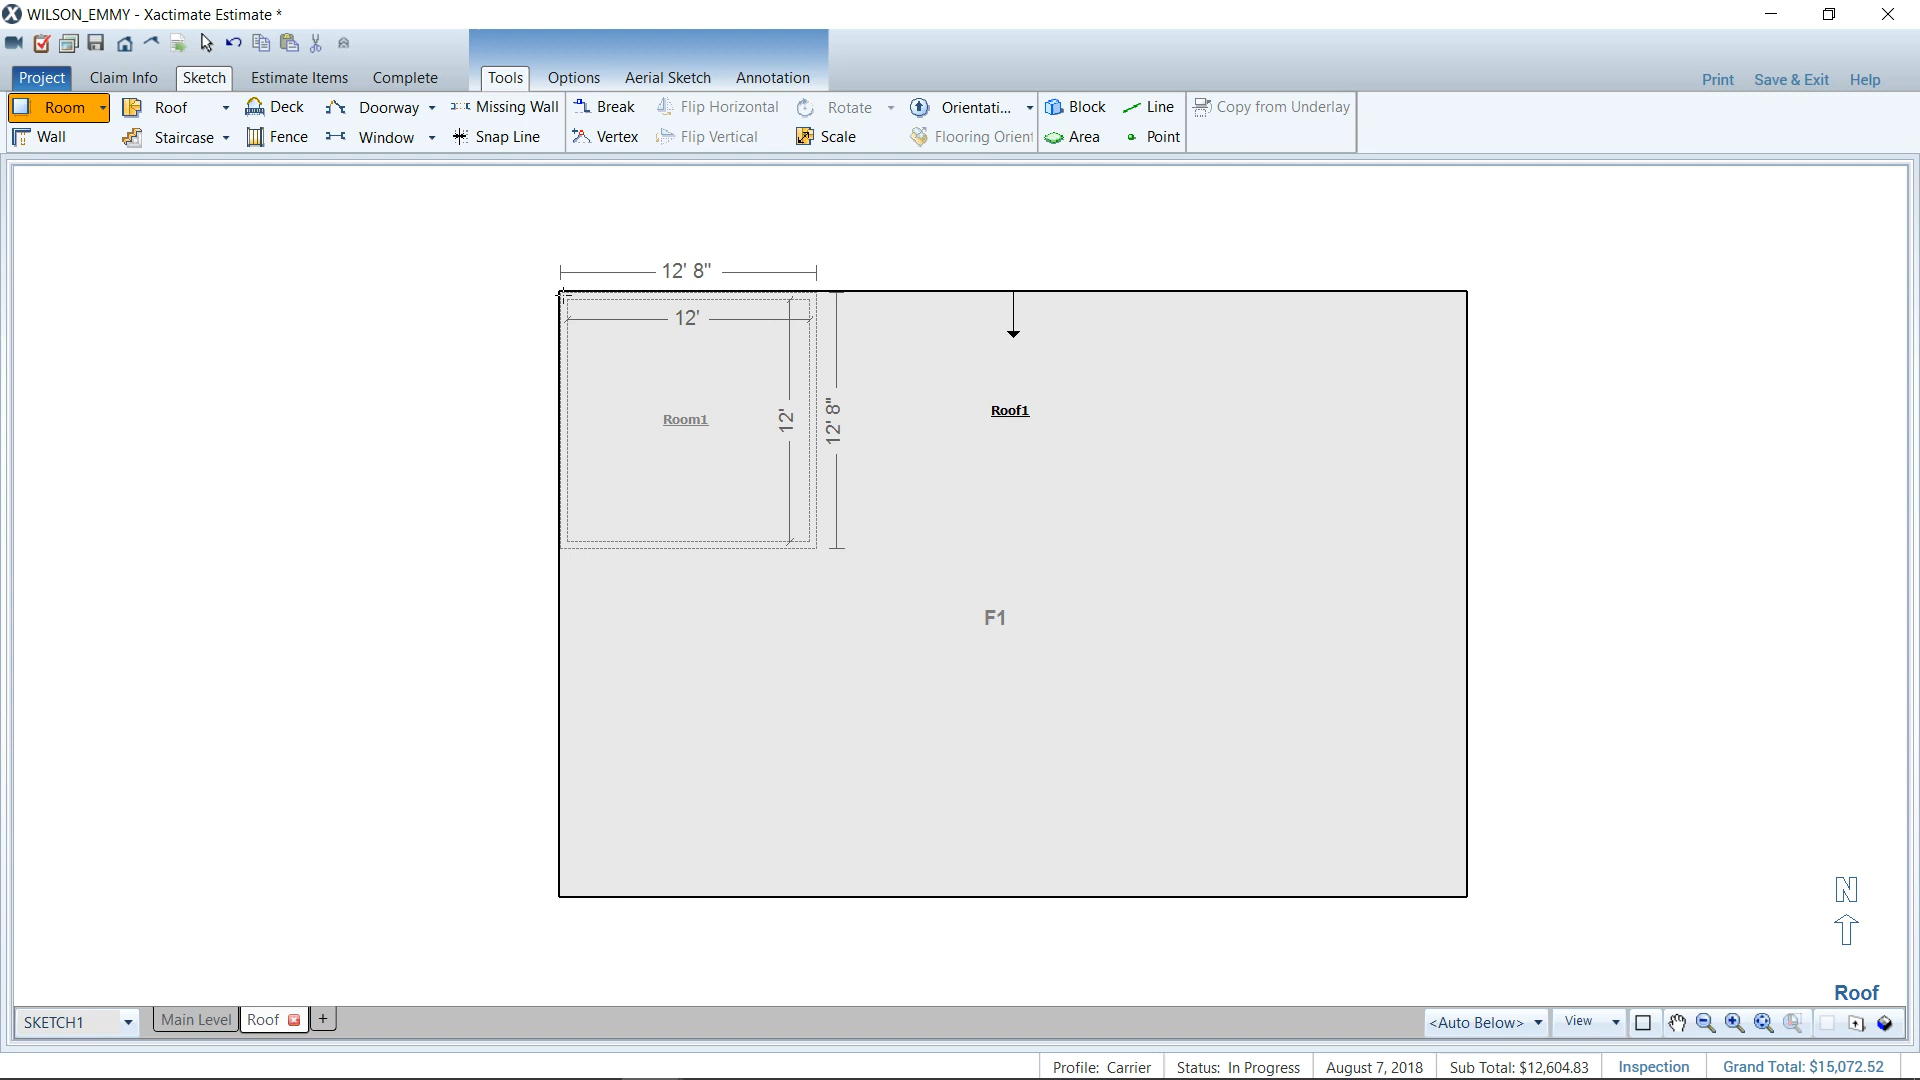 WILSON_EMMY - Xactimate Estimate *
Project Claim Info Sketch Estimate Items Complete Tools Options Aerial Sketch Annotation Print Save & Exit Help
Room Roof Deck Doorway Missing Wall Break Flip Horizontal Rotate Orientati... Block Line Copy from Underlay
Wall Staircase Fence Window Snap Line Vertex Flip Vertical Scale Flooring Orient Area Point
12' 8"
12'
12'
12' 8"
Roof1
Room1
F1
N
Roof
SKETCH1 Main Level Roof + <Auto Below> View
Profile: Carrier Status: In Progress August 7, 2018 Sub Total: $12,604.83 Inspection Grand Total: $15,072.52